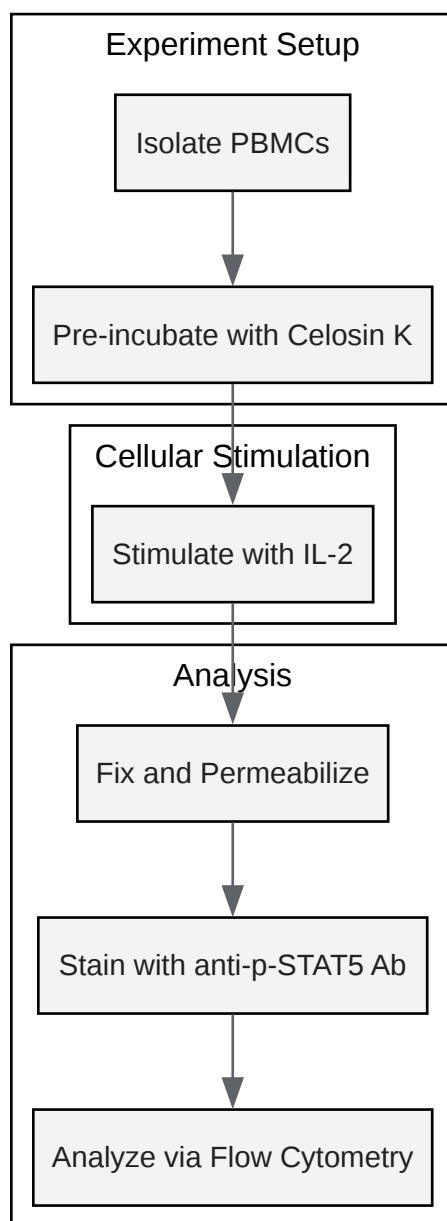 Experiment Setup
Isolate PBMCs
Pre-incubate with Celosin K
Cellular Stimulation
Stimulate with IL-2
Analysis
Fix and Permeabilize
Stain with anti-p-STAT5 Ab
Analyze via Flow Cytometry